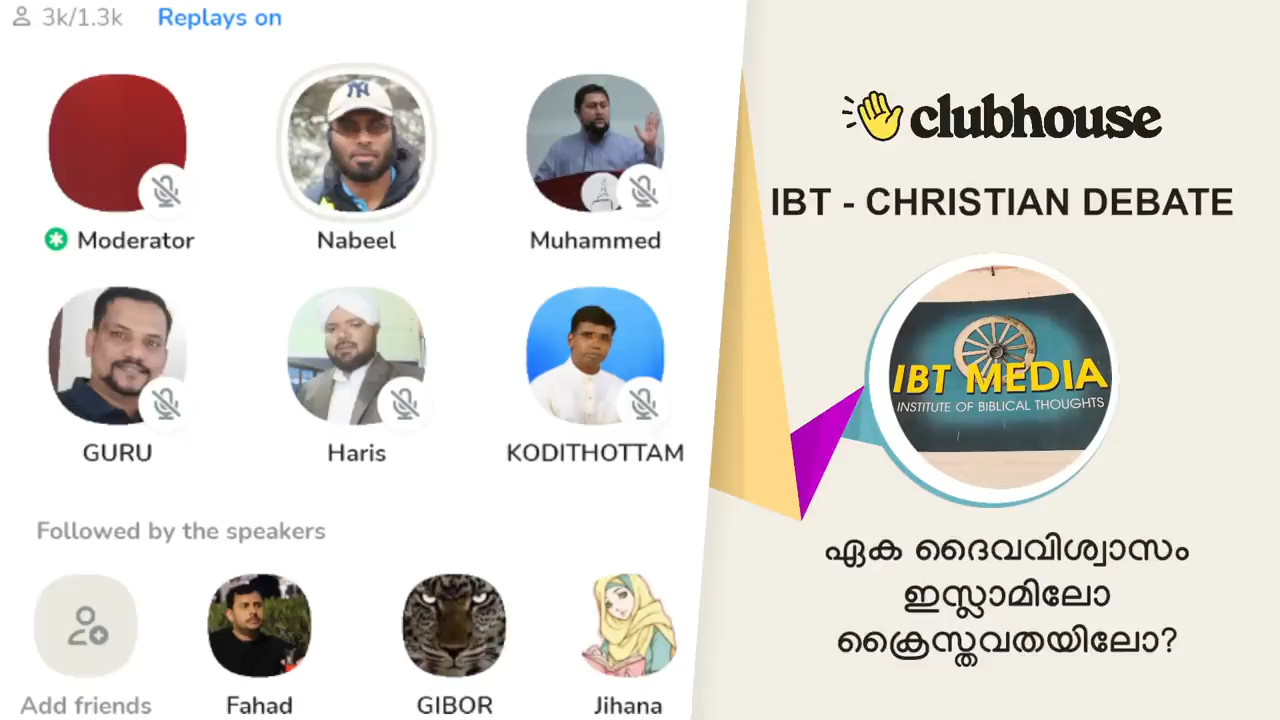 3k/1.3k Replays on
Moderator
Nabeel
Muhammed
GURU
Haris
KODITHOTTAM
Followed by the speakers
Add friends
Fahad
GIBOR
Jihana
clubhouse
IBT - CHRISTIAN DEBATE
IBT MEDIA
INSTITUTE OF BIBLICAL THOUGHTS
ഏക ദൈവവിശ്വാസം
ഇസ്ലാമിലോ
ക്രൈസ്തവതയിലോ?